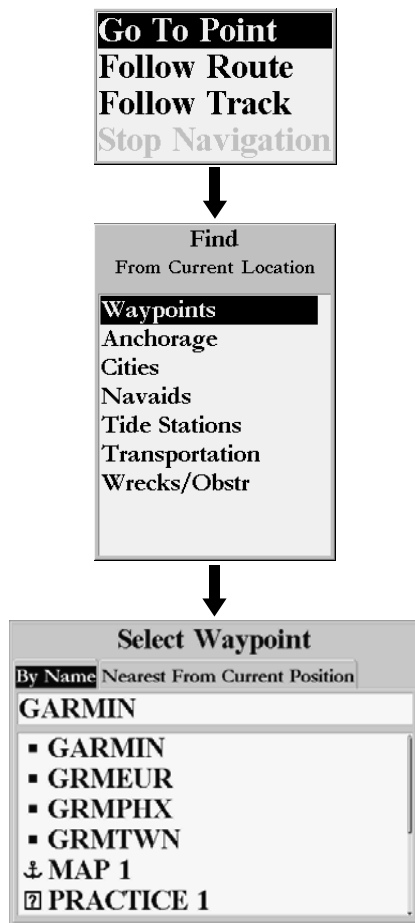 Go To Point
Follow Route
Follow Track
Stop Navigation
Find
From Current Location
Waypoints
Anchorage
Cities
Navaids
Tide Stations
Transportation
Wrecks/Obstr
Select Waypoint
By Name Nearest From Current Position
GARMIN
GARMIN
GRMEUR
GRMPHX
GRMTWN
MAP 1
PRACTICE 1